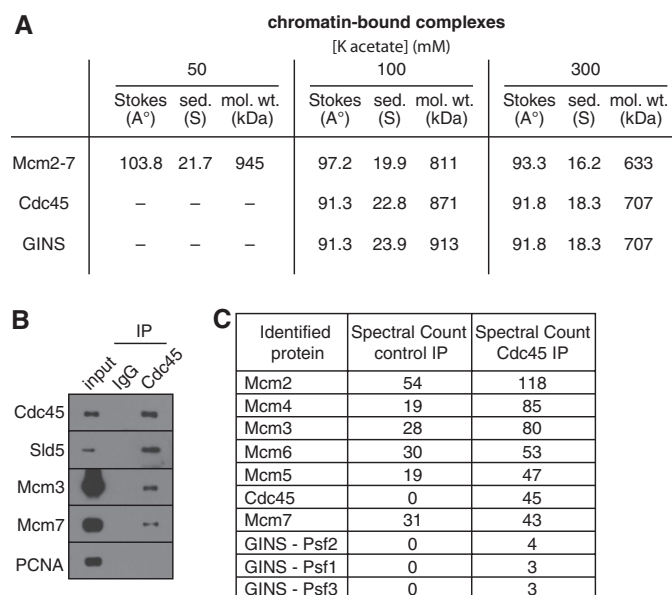 A
chromatin-bound complexes
[K acetate] (mM)
50 100 300
Stokes (A°) sed. (S) mol. wt. (kDa) Stokes (A°) sed. (S) mol. wt. (kDa) Stokes (A°) sed. (S) mol. wt. (kDa)
Mcm2-7 103.8 21.7 945 97.2 19.9 811 93.3 16.2 633
Cdc45 – – – 91.3 22.8 871 91.8 18.3 707
GINS – – – 91.3 23.9 913 91.8 18.3 707
B
IP
input IgG Cdc45
Cdc45
Sld5
Mcm3
Mcm7
PCNA
C
Identified protein Spectral Count control IP Spectral Count Cdc45 IP
Mcm2 54 118
Mcm4 19 85
Mcm3 28 80
Mcm6 30 53
Mcm5 19 47
Cdc45 0 45
Mcm7 31 43
GINS - Psf2 0 4
GINS - Psf1 0 3
GINS - Psf3 0 3